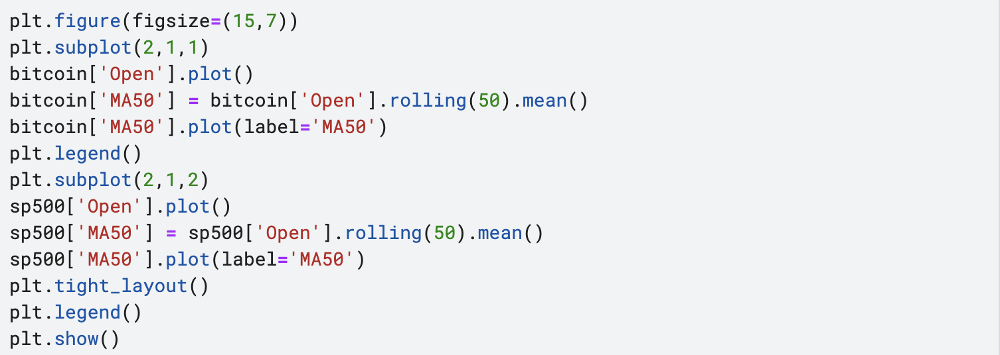 plt.figure(figsize=(15,7))
plt.subplot(2,1,1)
bitcoin['Open'].plot()
bitcoin['MA50'] = bitcoin['Open'].rolling(50).mean()
bitcoin['MA50'].plot(label='MA50')
plt.legend()
plt.subplot(2,1,2)
sp500['Open'].plot()
sp500['MA50'] = sp500['Open'].rolling(50).mean()
sp500['MA50'].plot(label='MA50')
plt.tight_layout()
plt.legend()
plt.show()